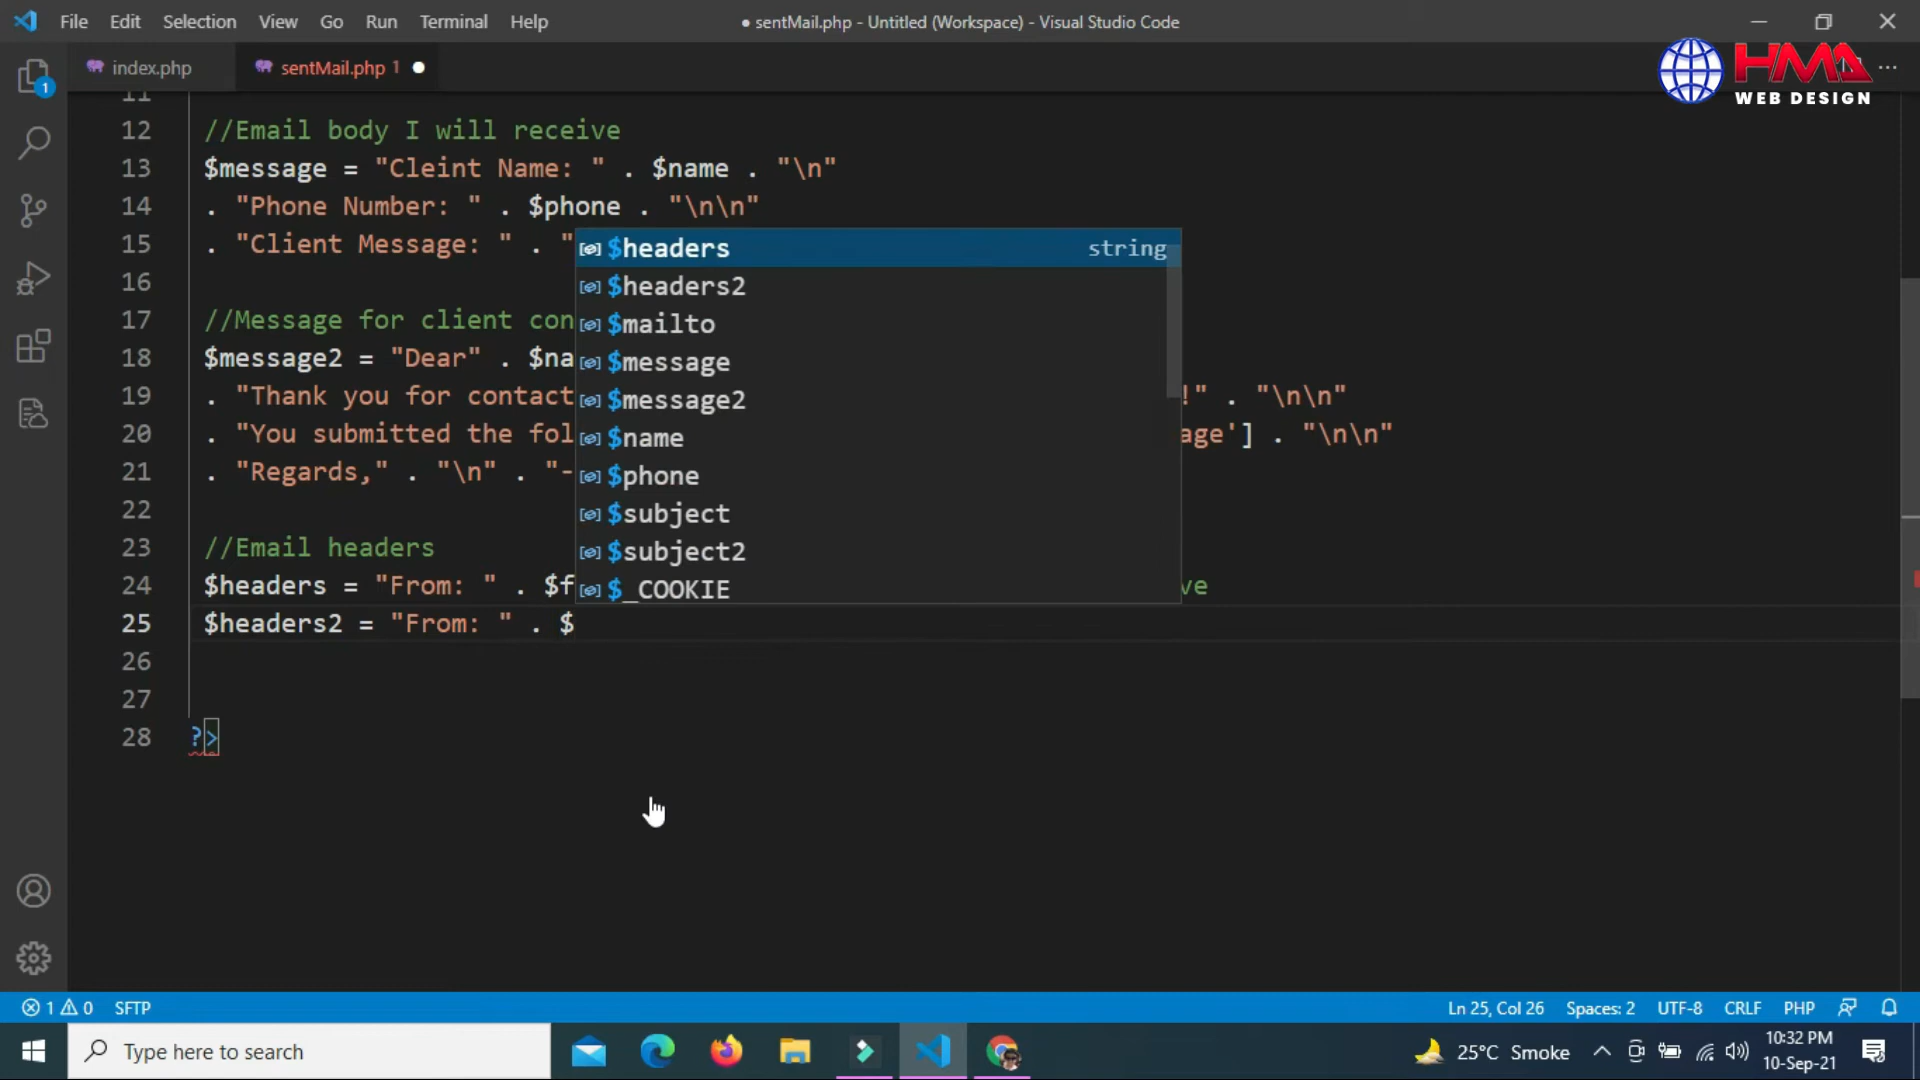 File Edit Selection View Go Run Terminal Help
● sentMail.php - Untitled (Workspace) - Visual Studio Code
index.php
sentMail.php 1
HMA
WEB DESIGN
11
12 //Email body I will receive
13 $message = "Cleint Name: " . $name . "\n"
14 . "Phone Number: " . $phone . "\n\n"
15 . "Client Message: " . "
16
17 //Message for client con
18 $message2 = "Dear" . $na
19 . "Thank you for contact !" . "\n\n"
20 . "You submitted the fol age'] . "\n\n"
21 . "Regards," . "\n" . "-
22
23 //Email headers
24 $headers = "From: " . $f ve
25 $headers2 = "From: " . $
26
27
28 ?>
$headers string
$headers2
$mailto
$message
$message2
$name
$phone
$subject
$subject2
$_COOKIE
1
1 0 SFTP
Ln 25, Col 26 Spaces: 2 UTF-8 CRLF PHP
Type here to search
25°C Smoke
10:32 PM
10-Sep-21